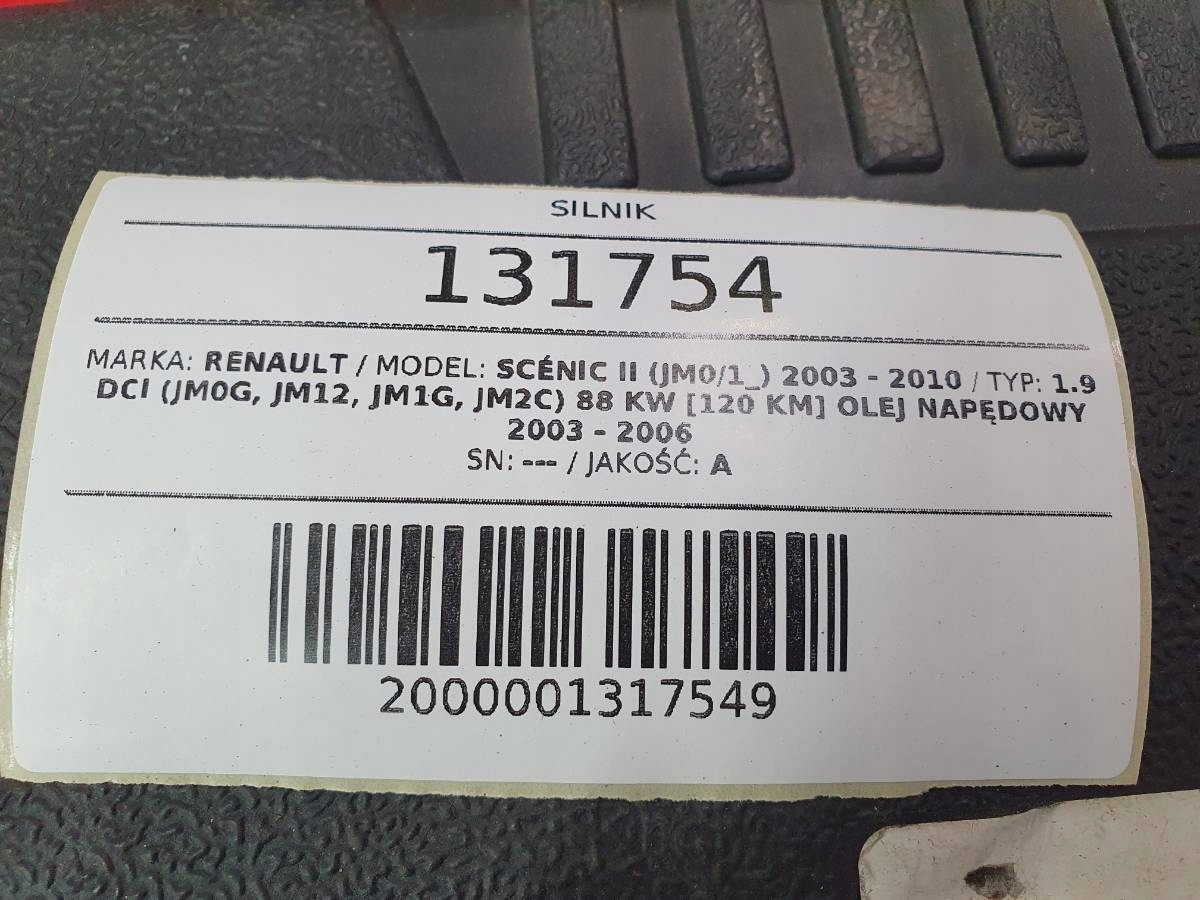 SILNIK
131754
MARKA: RENAULT / MODEL: SCÉNIC II (JM0/1_) 2003 - 2010 / TYP: 1.9
DCI (JM0G, JM12, JM1G, JM2C) 88 KW [120 KM] OLEJ NAPĘDOWY
2003 - 2006
SN: --- / JAKOŚĆ: A
2000001317549